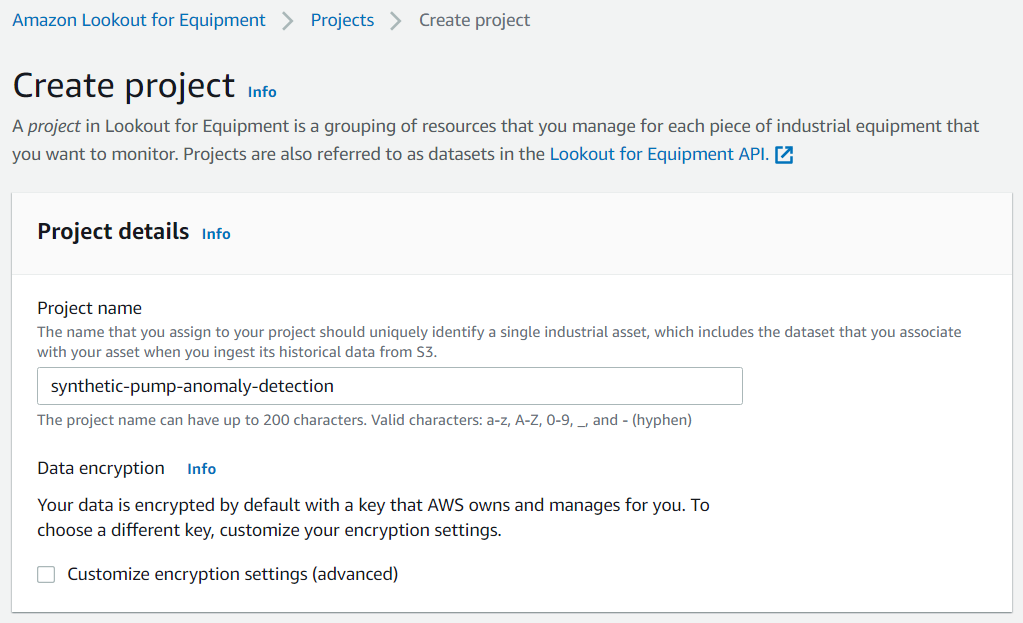 Amazon Lookout for Equipment > Projects > Create project
Create project Info
A project in Lookout for Equipment is a grouping of resources that you manage for each piece of industrial equipment that
you want to monitor. Projects are also referred to as datasets in the Lookout for Equipment API.
Project details Info
Project name
The name that you assign to your project should uniquely identify a single industrial asset, which includes the dataset that you associate
with your asset when you ingest its historical data from S3.
synthetic-pump-anomaly-detection
The project name can have up to 200 characters. Valid characters: a-z, A-Z, 0-9, _, and - (hyphen)
Data encryption Info
Your data is encrypted by default with a key that AWS owns and manages for you. To
choose a different key, customize your encryption settings.
Customize encryption settings (advanced)